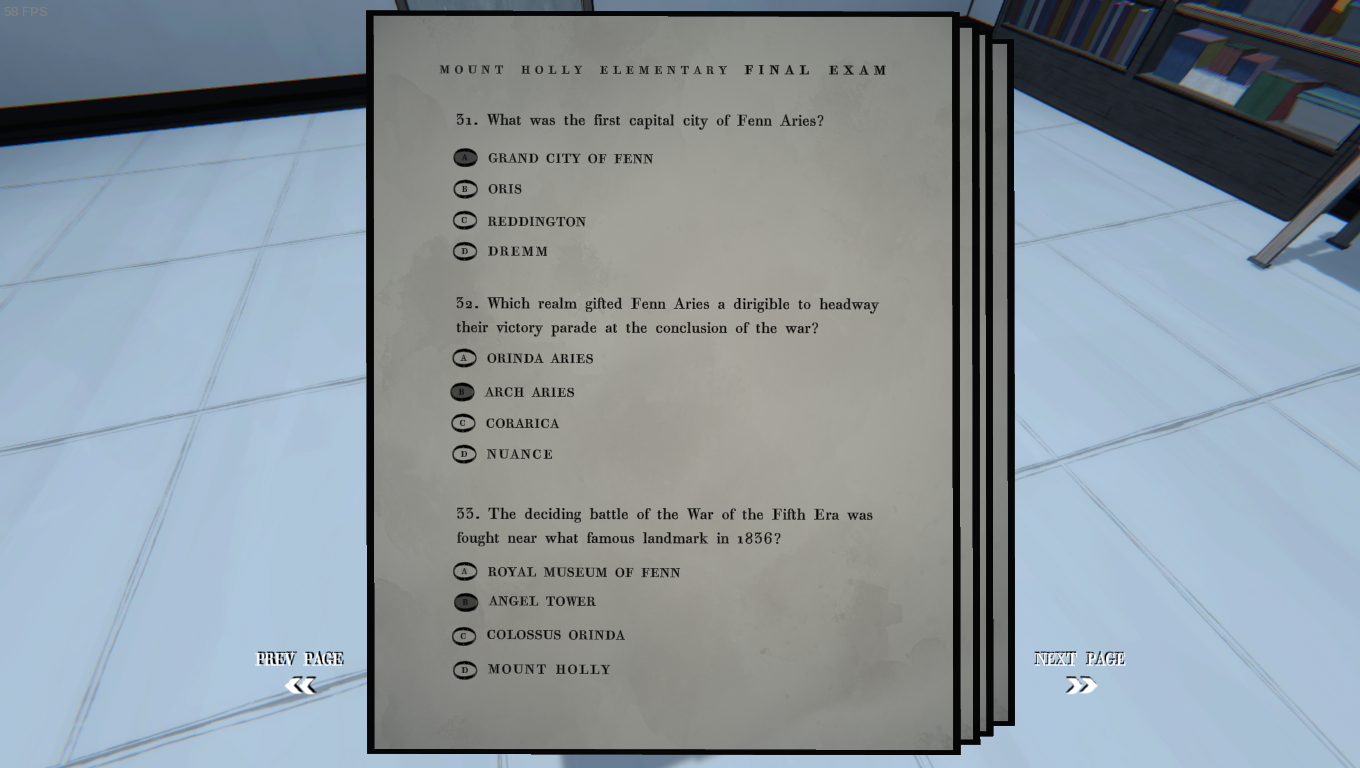 58 FPS
MOUNT HOLLY ELEMENTARY FINAL EXAM
31. What was the first capital city of Fenn Aries?
A GRAND CITY OF FENN
B ORIS
C REDDINGTON
D DREMM
32. Which realm gifted Fenn Aries a dirigible to headway
their victory parade at the conclusion of the war?
A ORINDA ARIES
B ARCH ARIES
C CORARICA
D NUANCE
33. The deciding battle of the War of the Fifth Era was
fought near what famous landmark in 1836?
A ROYAL MUSEUM OF FENN
B ANGEL TOWER
C COLOSSUS ORINDA
D MOUNT HOLLY
PREV PAGE
NEXT PAGE